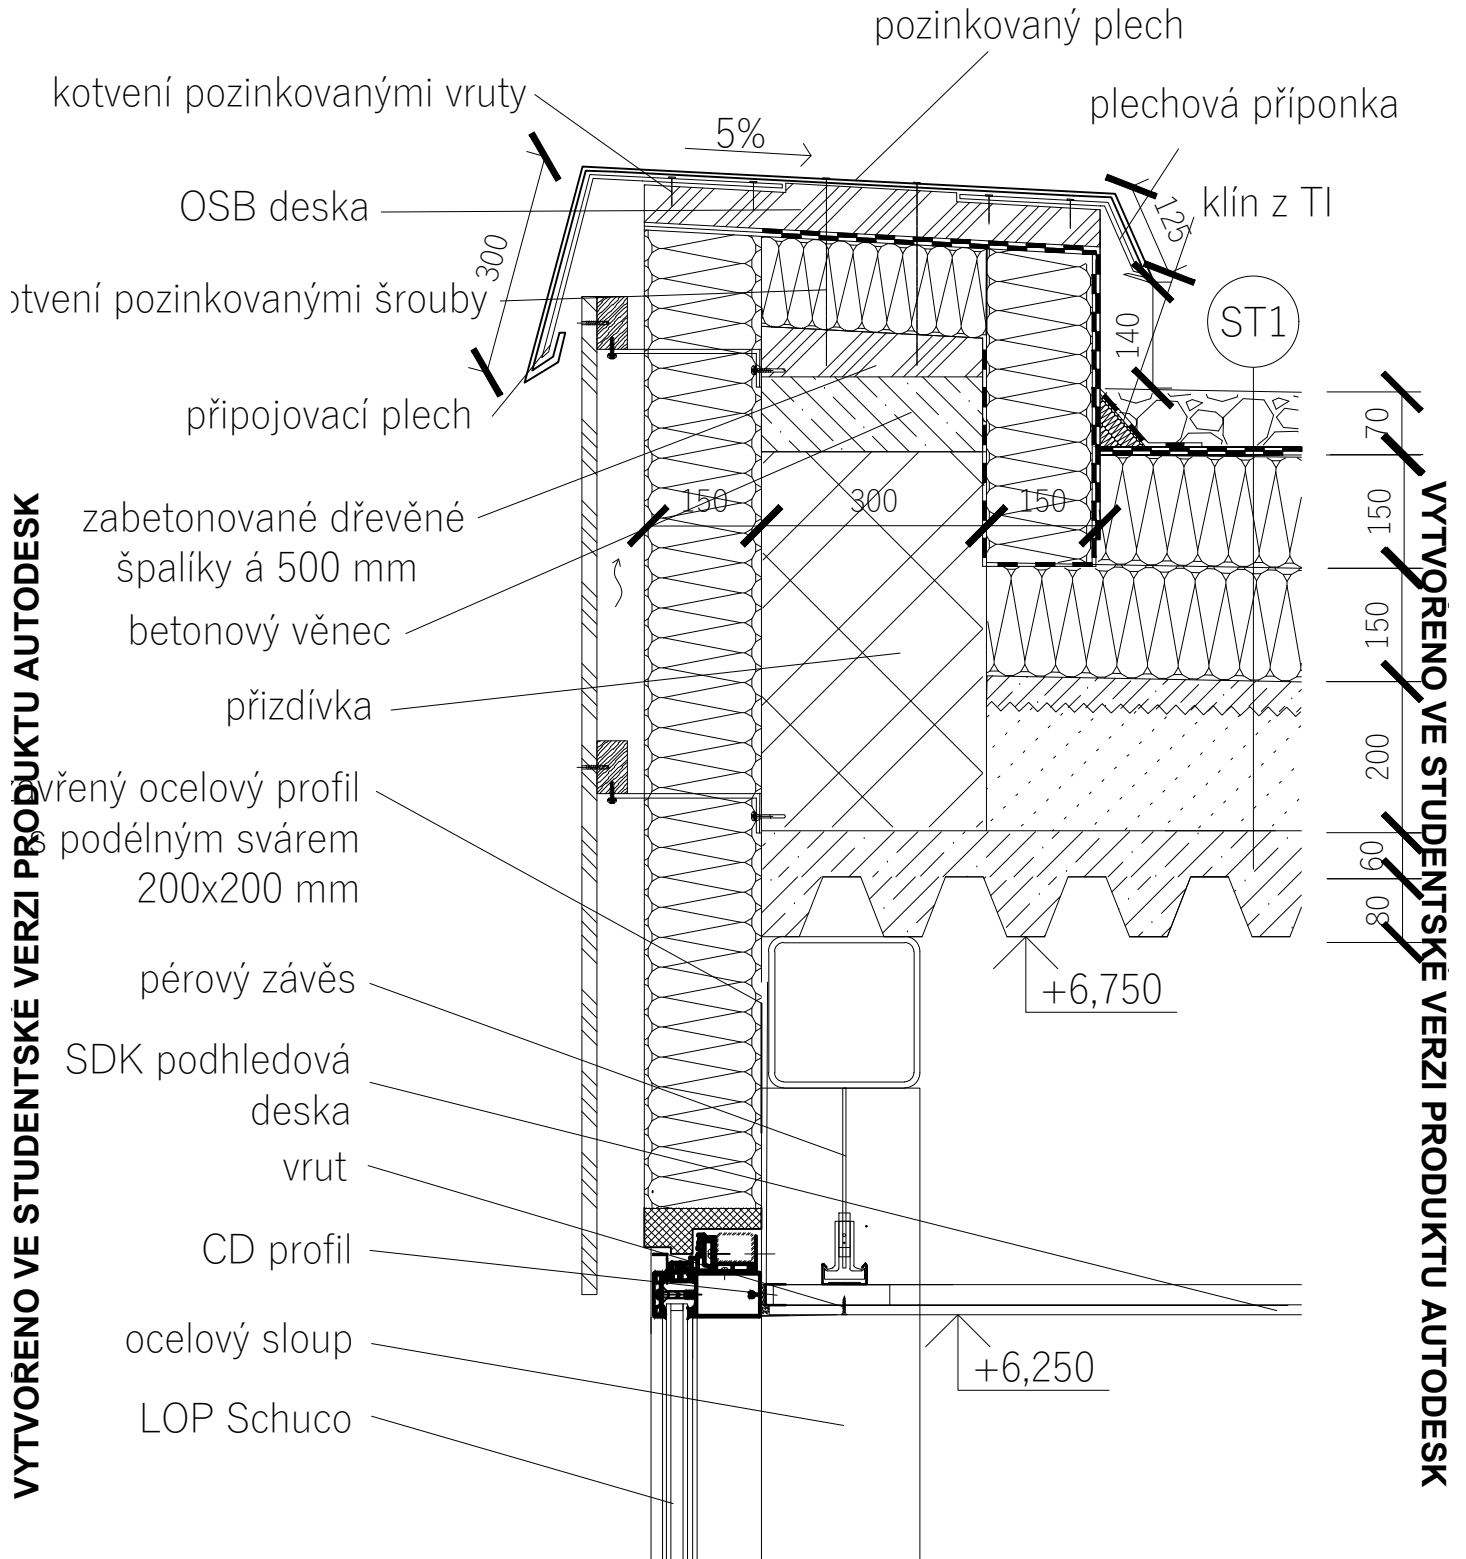 pozinkovaný plech
kotvení pozinkovanými vruty
plechová příponka
5%
OSB deska
klín z TI
125
300
otvení pozinkovanými šrouby
ST1
140
připojovací plech
70
zabetonované dřevěné
špalíky á 500 mm
150
300
150
150
betonový věnec
150
přizdívka
200
vřený ocelový profil
s podélným svárem
200x200 mm
60
80
+6,750
pérový závěs
SDK podhledová
deska
vrut
CD profil
ocelový sloup
+6,250
LOP Schuco
VYTVOŘENO VE STUDENTSKÉ VERZI PRODUKTU AUTODESK
VYTVOŘENO VE STUDENTSKÉ VERZI PRODUKTU AUTODESK